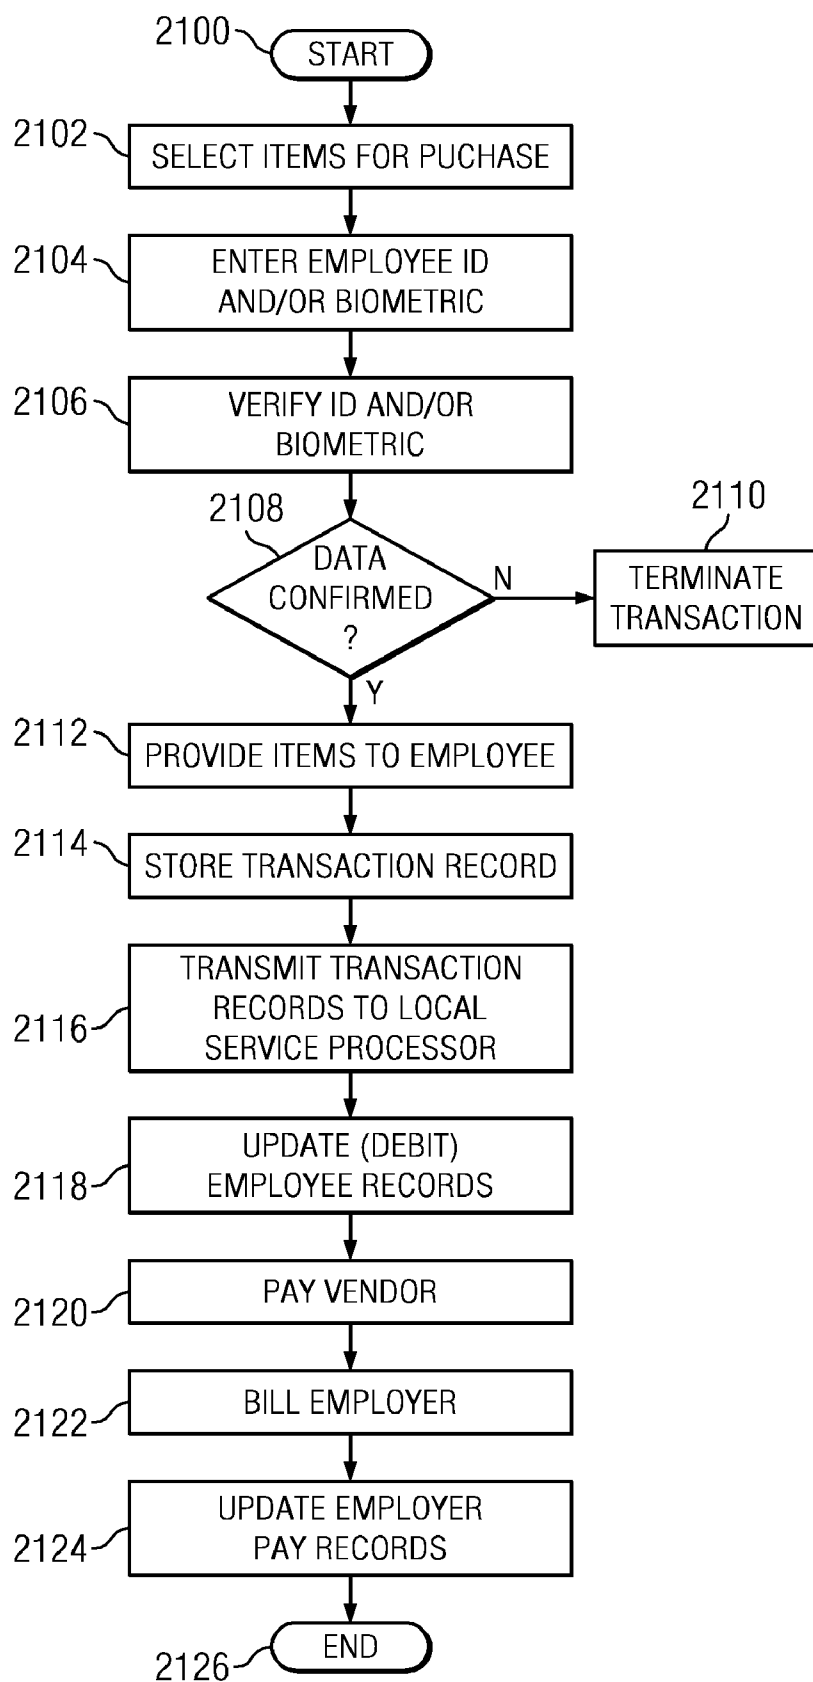 2100
START
2102
SELECT ITEMS FOR PUCHASE
2104
ENTER EMPLOYEE ID
AND/OR BIOMETRIC
2106
VERIFY ID AND/OR
BIOMETRIC
2108
DATA
CONFIRMED
?
N
2110
TERMINATE
TRANSACTION
Y
2112
PROVIDE ITEMS TO EMPLOYEE
2114
STORE TRANSACTION RECORD
2116
TRANSMIT TRANSACTION
RECORDS TO LOCAL
SERVICE PROCESSOR
2118
UPDATE (DEBIT)
EMPLOYEE RECORDS
2120
PAY VENDOR
2122
BILL EMPLOYER
2124
UPDATE EMPLOYER
PAY RECORDS
END
2126